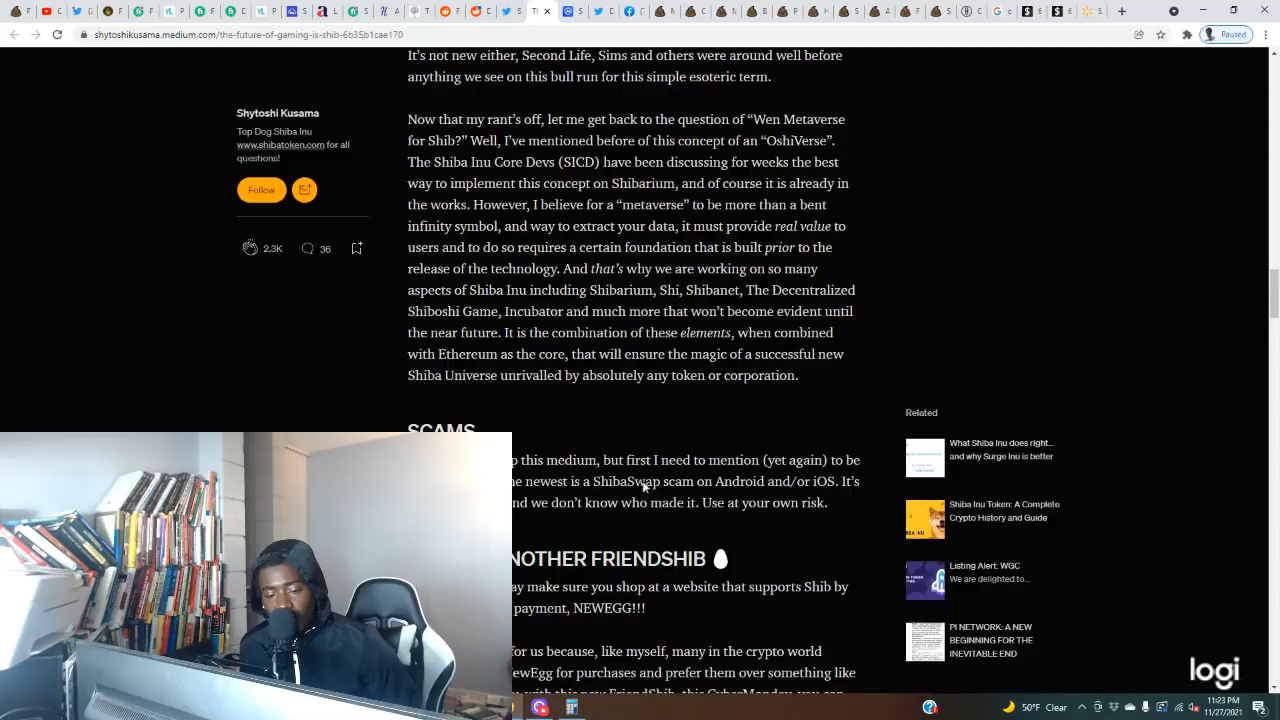 shytoshikusama.medium.com/the-future-of-gaming-is-shib-6b35b1cae170
Paused
It's not new either, Second Life, Sims and others were around well before
anything we see on this bull run for this simple esoteric term.
Shytoshi Kusama
Top Dog Shiba Inu
www.shibatoken.com for all
questions!
Follow
2.3K
36
Now that my rant's off, let me get back to the question of “Wen Metaverse
for Shib?” Well, I've mentioned before of this concept of an “OshiVerse”.
The Shiba Inu Core Devs (SICD) have been discussing for weeks the best
way to implement this concept on Shibarium, and of course it is already in
the works. However, I believe for a “metaverse” to be more than a bent
infinity symbol, and way to extract your data, it must provide real value to
users and to do so requires a certain foundation that is built prior to the
release of the technology. And that's why we are working on so many
aspects of Shiba Inu including Shibarium, Shi, Shibanet, The Decentralized
Shiboshi Game, Incubator and much more that won't become evident until
the near future. It is the combination of these elements, when combined
with Ethereum as the core, that will ensure the magic of a successful new
Shiba Universe unrivalled by absolutely any token or corporation.
SCAMS
p this medium, but first I need to mention (yet again) to be
ne newest is a ShibaSwap scam on Android and/or iOS. It's
nd we don't know who made it. Use at your own risk.
NOTHER FRIENDSHIB
ay make sure you shop at a website that supports Shib by
payment, NEWEGG!!!
or us because, like myself, many in the crypto world
ewEgg for purchases and prefer them over something like
Related
What Shiba Inu does right...
and why Surge Inu is better
Shiba Inu Token: A Complete
Crypto History and Guide
Listing Alert: WGC
We are delighted to...
PI NETWORK: A NEW
BEGINNING FOR THE
INEVITABLE END
logi
50°F Clear
11:23 PM
11/27/2021